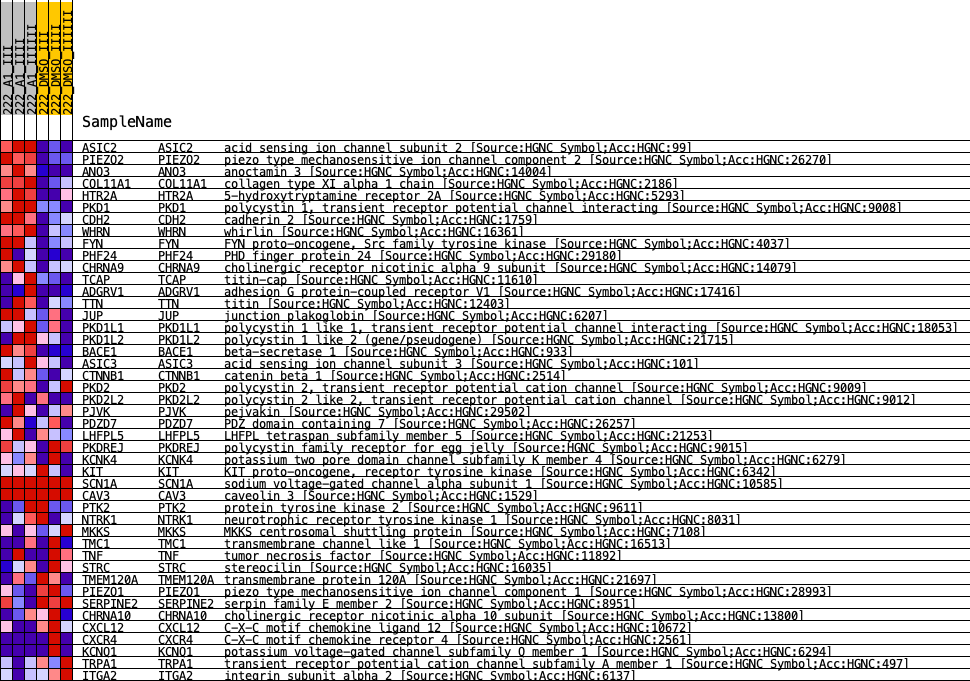 222_A1_III
222_A1_IIII
222_A1_IIIIII
222_DMSO_III
222_DMSO_IIII
222_DMSO_IIIIII
SampleName
ASIC2 ASIC2 acid sensing ion channel subunit 2 [Source:HGNC Symbol;Acc:HGNC:99]
PIEZO2 PIEZO2 piezo type mechanosensitive ion channel component 2 [Source:HGNC Symbol;Acc:HGNC:26270]
ANO3 ANO3 anoctamin 3 [Source:HGNC Symbol;Acc:HGNC:14004]
COL11A1 COL11A1 collagen type XI alpha 1 chain [Source:HGNC Symbol;Acc:HGNC:2186]
HTR2A HTR2A 5-hydroxytryptamine receptor 2A [Source:HGNC Symbol;Acc:HGNC:5293]
PKD1 PKD1 polycystin 1, transient receptor potential channel interacting [Source:HGNC Symbol;Acc:HGNC:9008]
CDH2 CDH2 cadherin 2 [Source:HGNC Symbol;Acc:HGNC:1759]
WHRN WHRN whirlin [Source:HGNC Symbol;Acc:HGNC:16361]
FYN FYN FYN proto-oncogene, Src family tyrosine kinase [Source:HGNC Symbol;Acc:HGNC:4037]
PHF24 PHF24 PHD finger protein 24 [Source:HGNC Symbol;Acc:HGNC:29180]
CHRNA9 CHRNA9 cholinergic receptor nicotinic alpha 9 subunit [Source:HGNC Symbol;Acc:HGNC:14079]
TCAP TCAP titin-cap [Source:HGNC Symbol;Acc:HGNC:11610]
ADGRV1 ADGRV1 adhesion G protein-coupled receptor V1 [Source:HGNC Symbol;Acc:HGNC:17416]
TTN TTN titin [Source:HGNC Symbol;Acc:HGNC:12403]
JUP JUP junction plakoglobin [Source:HGNC Symbol;Acc:HGNC:6207]
PKD1L1 PKD1L1 polycystin 1 like 1, transient receptor potential channel interacting [Source:HGNC Symbol;Acc:HGNC:18053]
PKD1L2 PKD1L2 polycystin 1 like 2 (gene/pseudogene) [Source:HGNC Symbol;Acc:HGNC:21715]
BACE1 BACE1 beta-secretase 1 [Source:HGNC Symbol;Acc:HGNC:933]
ASIC3 ASIC3 acid sensing ion channel subunit 3 [Source:HGNC Symbol;Acc:HGNC:101]
CTNNB1 CTNNB1 catenin beta 1 [Source:HGNC Symbol;Acc:HGNC:2514]
PKD2 PKD2 polycystin 2, transient receptor potential cation channel [Source:HGNC Symbol;Acc:HGNC:9009]
PKD2L2 PKD2L2 polycystin 2 like 2, transient receptor potential cation channel [Source:HGNC Symbol;Acc:HGNC:9012]
PJVK PJVK pejvakin [Source:HGNC Symbol;Acc:HGNC:29502]
PDZD7 PDZD7 PDZ domain containing 7 [Source:HGNC Symbol;Acc:HGNC:26257]
LHFPL5 LHFPL5 LHFPL tetraspan subfamily member 5 [Source:HGNC Symbol;Acc:HGNC:21253]
PKDREJ PKDREJ polycystin family receptor for egg jelly [Source:HGNC Symbol;Acc:HGNC:9015]
KCNK4 KCNK4 potassium two pore domain channel subfamily K member 4 [Source:HGNC Symbol;Acc:HGNC:6279]
KIT KIT KIT proto-oncogene, receptor tyrosine kinase [Source:HGNC Symbol;Acc:HGNC:6342]
SCN1A SCN1A sodium voltage-gated channel alpha subunit 1 [Source:HGNC Symbol;Acc:HGNC:10585]
CAV3 CAV3 caveolin 3 [Source:HGNC Symbol;Acc:HGNC:1529]
PTK2 PTK2 protein tyrosine kinase 2 [Source:HGNC Symbol;Acc:HGNC:9611]
NTRK1 NTRK1 neurotrophic receptor tyrosine kinase 1 [Source:HGNC Symbol;Acc:HGNC:8031]
MKKS MKKS MKKS centrosomal shuttling protein [Source:HGNC Symbol;Acc:HGNC:7108]
TMC1 TMC1 transmembrane channel like 1 [Source:HGNC Symbol;Acc:HGNC:16513]
TNF TNF tumor necrosis factor [Source:HGNC Symbol;Acc:HGNC:11892]
STRC STRC stereocilin [Source:HGNC Symbol;Acc:HGNC:16035]
TMEM120A TMEM120A transmembrane protein 120A [Source:HGNC Symbol;Acc:HGNC:21697]
PIEZO1 PIEZO1 piezo type mechanosensitive ion channel component 1 [Source:HGNC Symbol;Acc:HGNC:28993]
SERPINE2 SERPINE2 serpin family E member 2 [Source:HGNC Symbol;Acc:HGNC:8951]
CHRNA10 CHRNA10 cholinergic receptor nicotinic alpha 10 subunit [Source:HGNC Symbol;Acc:HGNC:13800]
CXCL12 CXCL12 C-X-C motif chemokine ligand 12 [Source:HGNC Symbol;Acc:HGNC:10672]
CXCR4 CXCR4 C-X-C motif chemokine receptor 4 [Source:HGNC Symbol;Acc:HGNC:2561]
KCNQ1 KCNQ1 potassium voltage-gated channel subfamily Q member 1 [Source:HGNC Symbol;Acc:HGNC:6294]
TRPA1 TRPA1 transient receptor potential cation channel subfamily A member 1 [Source:HGNC Symbol;Acc:HGNC:497]
ITGA2 ITGA2 integrin subunit alpha 2 [Source:HGNC Symbol;Acc:HGNC:6137]